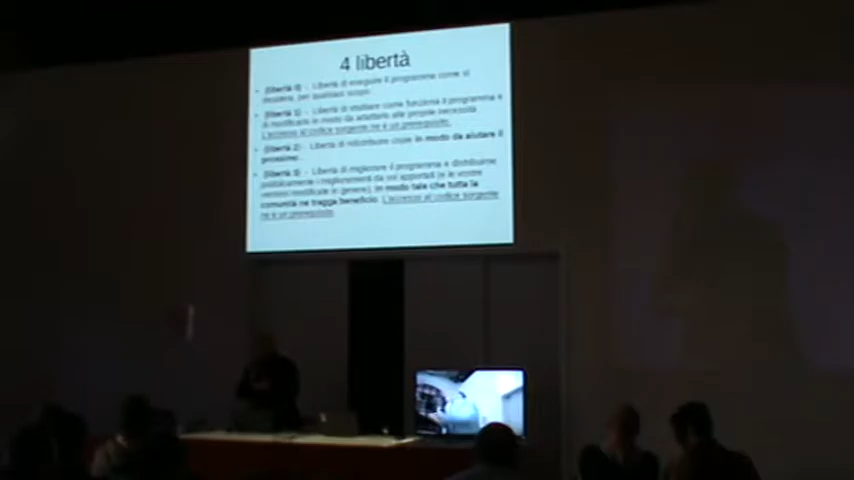 4 libertà
(libertà 0) - Libertà di eseguire il programma come si
desidera, per qualsiasi scopo.
(libertà 1) - Libertà di studiare come funziona il programma e
di modificarlo in modo da adattarlo alle proprie necessità.
L'accesso al codice sorgente ne è un prerequisito.
(libertà 2) - Libertà di ridistribuire copie in modo da aiutare il
prossimo.
(libertà 3) - Libertà di migliorare il programma e distribuirne
pubblicamente i miglioramenti da voi apportati (e le vostre
versioni modificate in genere), in modo tale che tutta la
comunità ne tragga beneficio. L'accesso al codice sorgente
ne è un prerequisito.